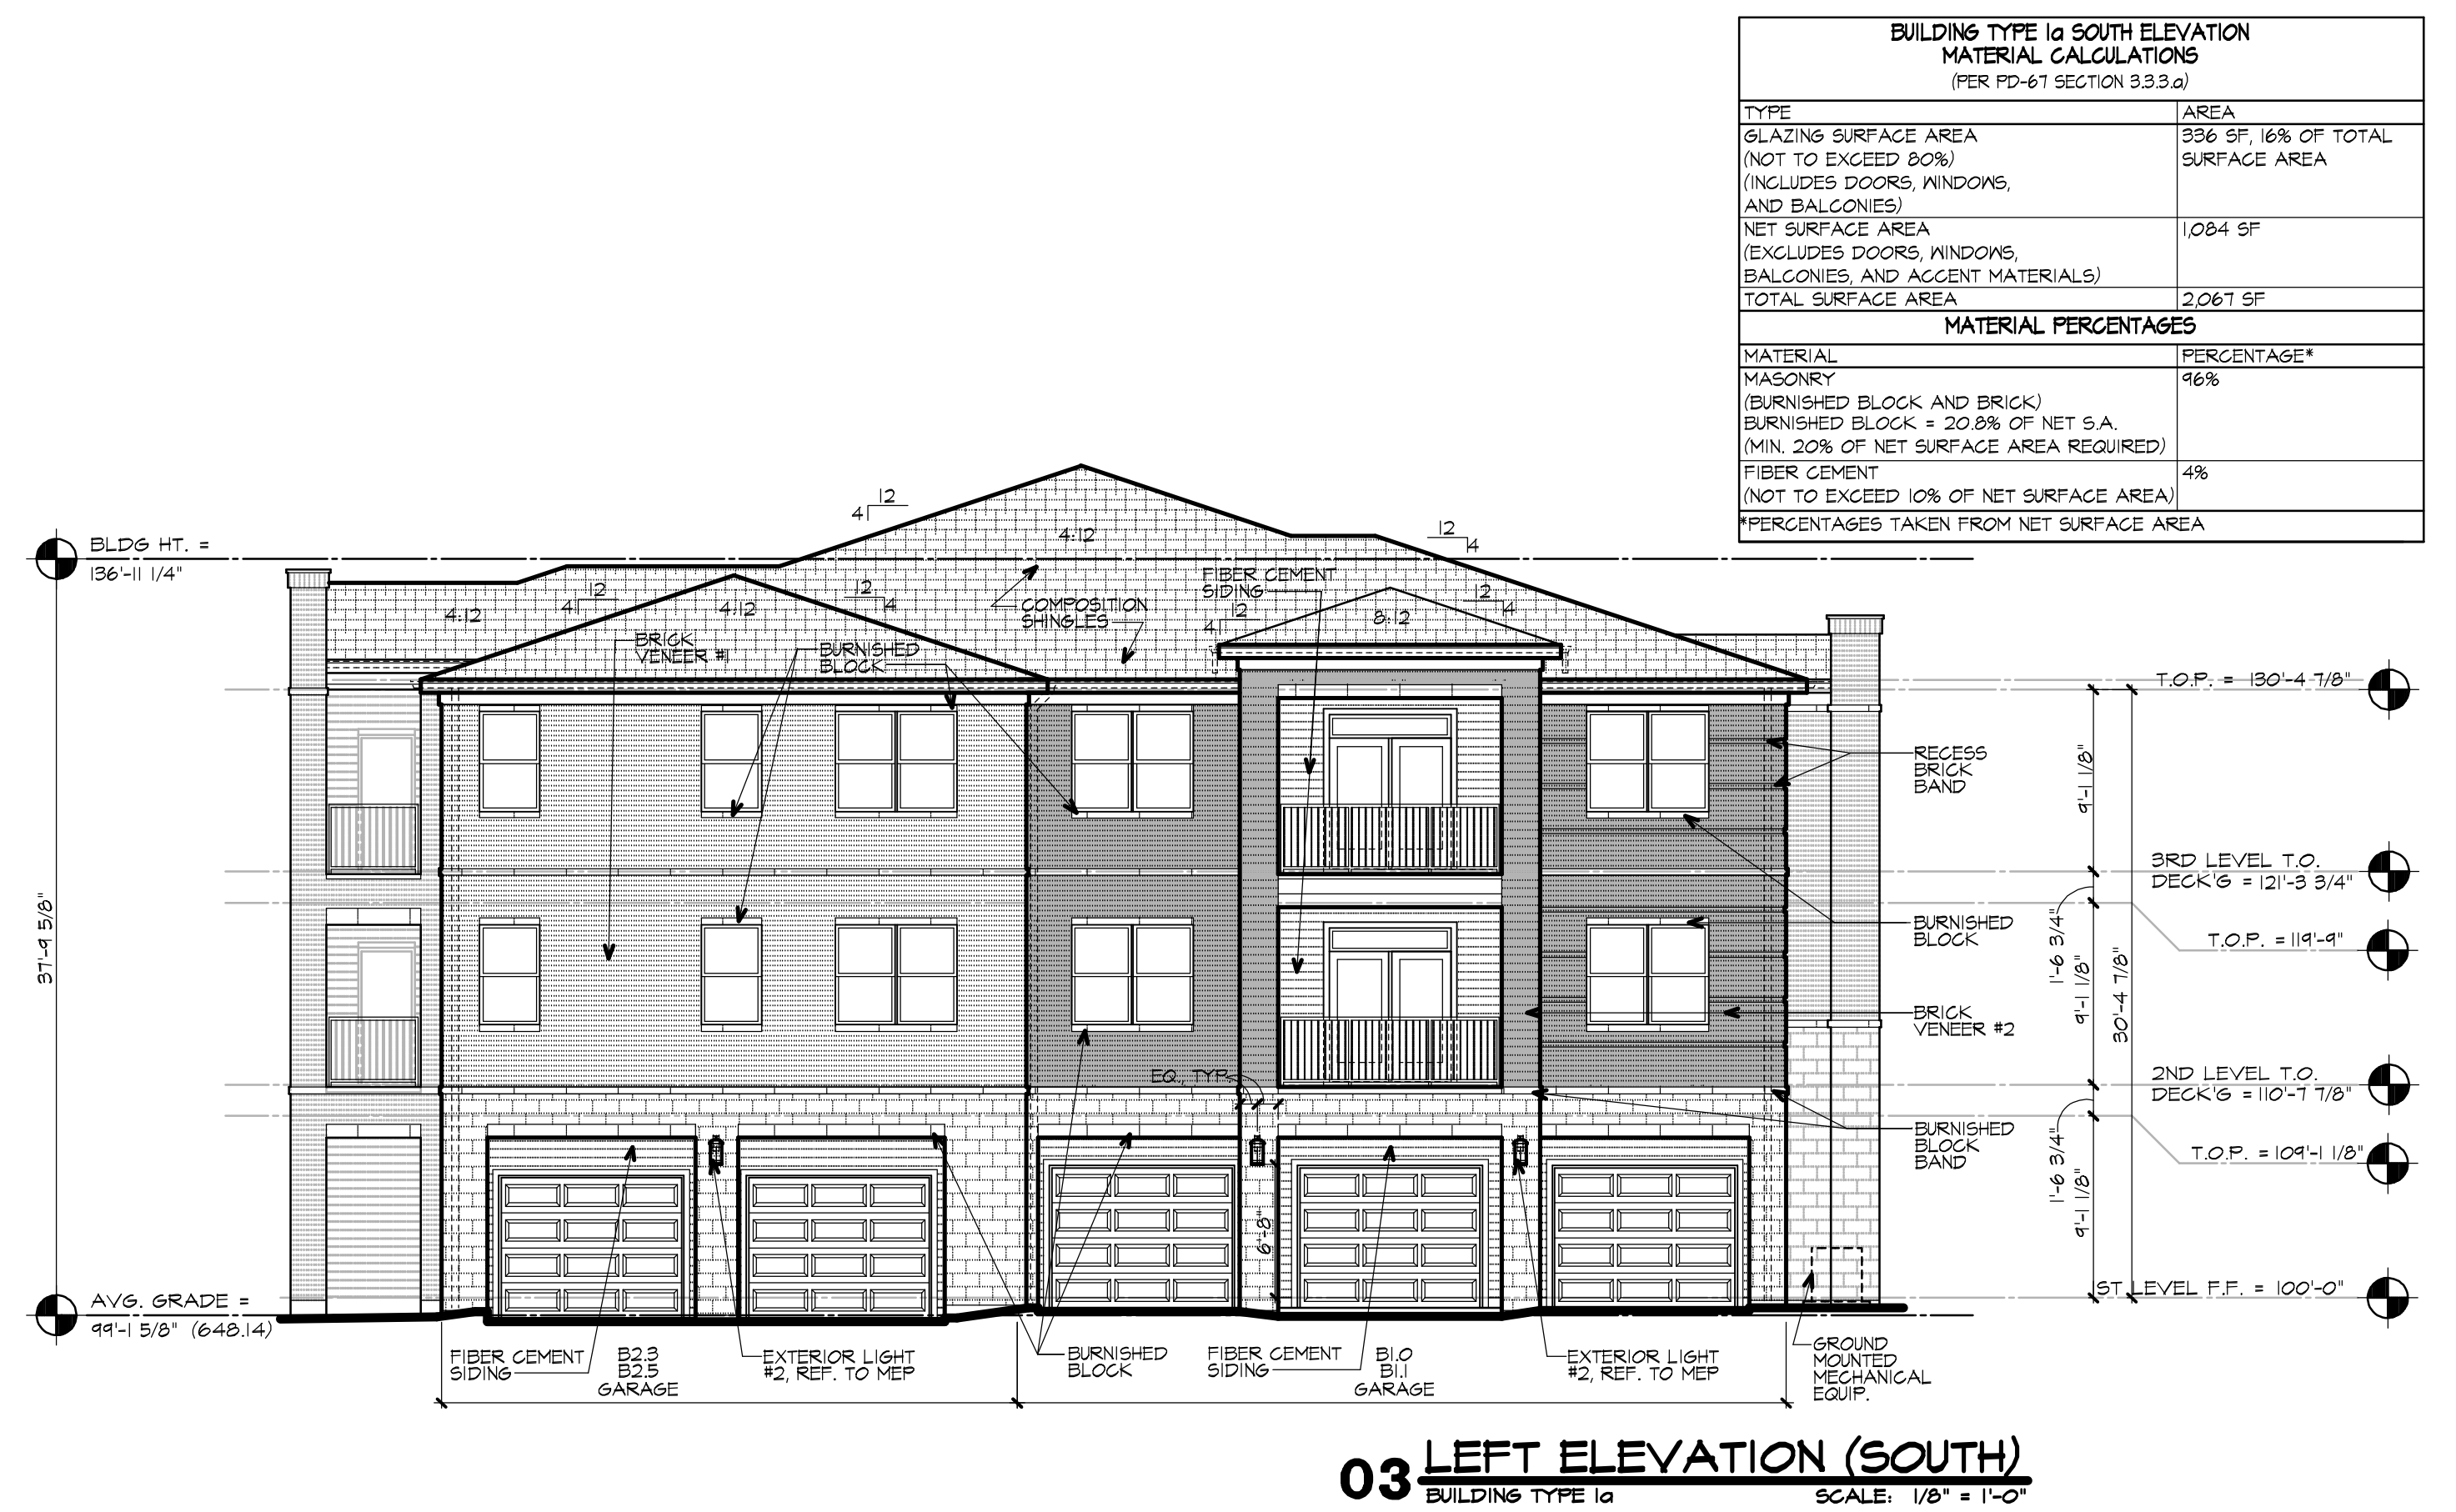 BUILDING TYPE 1a SOUTH ELEVATION
MATERIAL CALCULATIONS
(PER PD-67 SECTION 3.3.3.a)
TYPE AREA
GLAZING SURFACE AREA 336 SF, 16% OF TOTAL
(NOT TO EXCEED 80%) SURFACE AREA
(INCLUDES DOORS, WINDOWS,
AND BALCONIES)
NET SURFACE AREA 1,084 SF
(EXCLUDES DOORS, WINDOWS,
BALCONIES, AND ACCENT MATERIALS)
TOTAL SURFACE AREA 2,067 SF
MATERIAL PERCENTAGES
MATERIAL PERCENTAGE*
MASONRY 96%
(BURNISHED BLOCK AND BRICK)
BURNISHED BLOCK = 20.8% OF NET S.A.
(MIN. 20% OF NET SURFACE AREA REQUIRED)
FIBER CEMENT 4%
(NOT TO EXCEED 10% OF NET SURFACE AREA)
*PERCENTAGES TAKEN FROM NET SURFACE AREA
12
4
4:12
12
4
BLDG HT. =
136'-11 1/4"
4:12
12
4
4:12
12
4
COMPOSITION
SHINGLES
FIBER CEMENT
SIDING
12
4
8:12
12
4
BRICK
VENEER #1
BURNISHED
BLOCK
T.O.P. = 130'-4 7/8"
RECESS
BRICK
BAND
9'-1 1/8"
3RD LEVEL T.O.
DECK'G = 121'-3 3/4"
37'-9 5/8"
BURNISHED
BLOCK
1'-6 3/4"
T.O.P. = 119'-9"
9'-1 1/8"
30'-4 7/8"
BRICK
VENEER #2
EQ., TYP.
2ND LEVEL T.O.
DECK'G = 110'-7 7/8"
BURNISHED
BLOCK
BAND
1'-6 3/4"
T.O.P. = 109'-1 1/8"
9'-1 1/8"
6'-8"
AVG. GRADE =
99'-1 5/8" (648.14)
ST LEVEL F.F. = 100'-0"
FIBER CEMENT
SIDING
B2.3
B2.5
GARAGE
EXTERIOR LIGHT
#2, REF. TO MEP
BURNISHED
BLOCK
FIBER CEMENT
SIDING
B1.0
B1.1
GARAGE
EXTERIOR LIGHT
#2, REF. TO MEP
GROUND
MOUNTED
MECHANICAL
EQUIP.
03 LEFT ELEVATION (SOUTH)
BUILDING TYPE 1a SCALE: 1/8" = 1'-0"